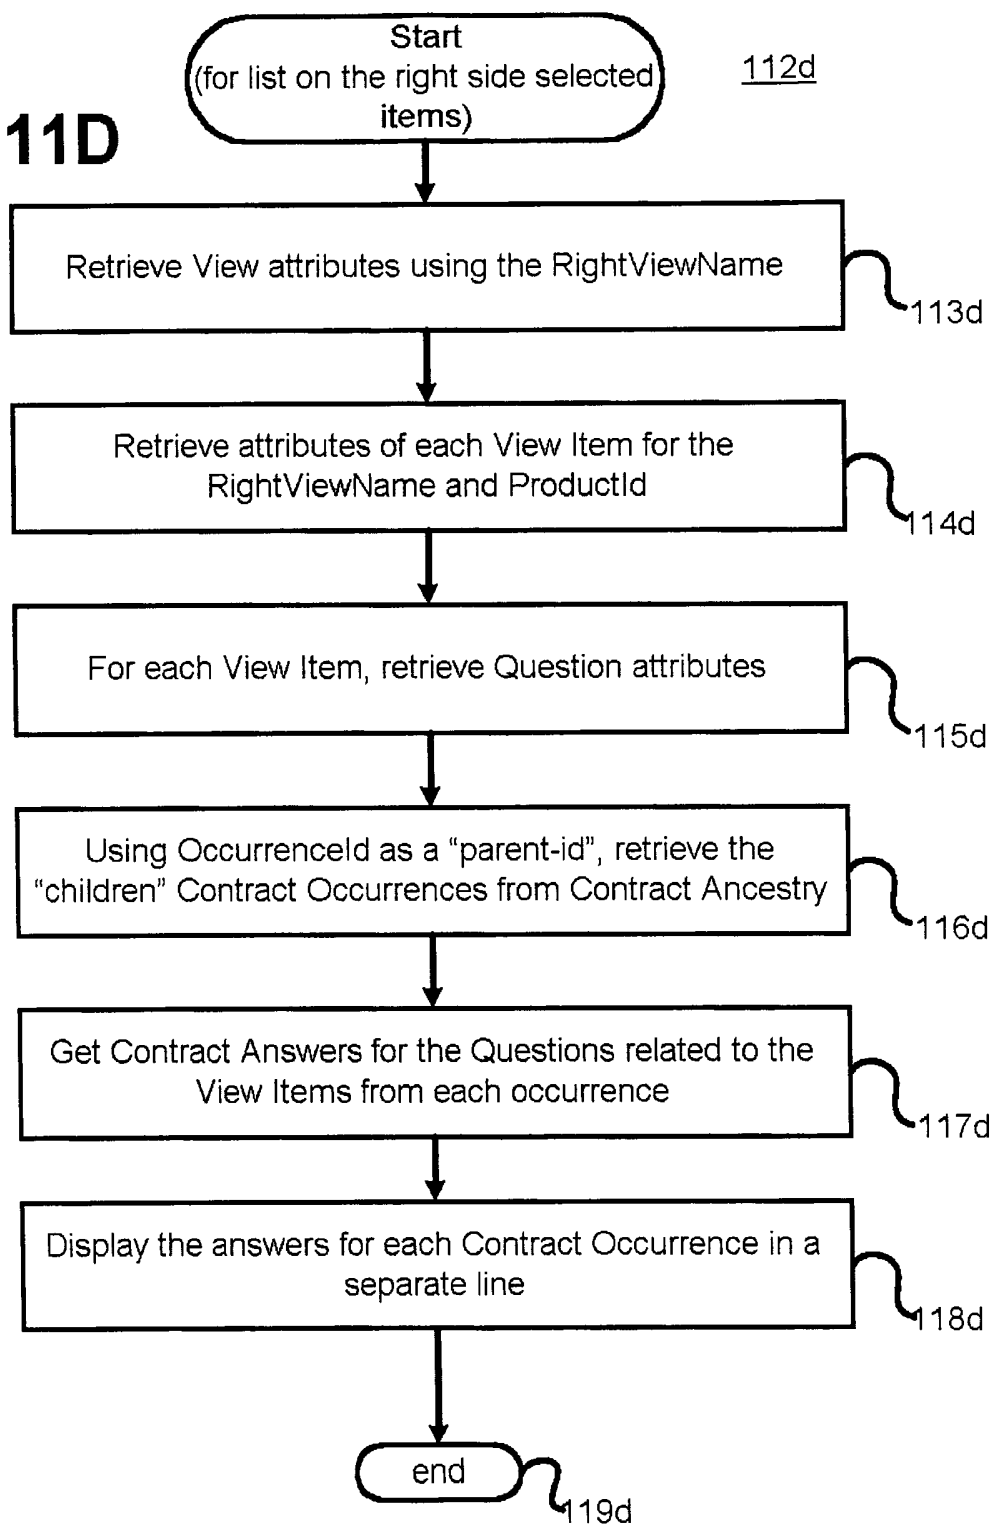 Start
(for list on the right side selected
items)
112d
11D
Retrieve View attributes using the RightViewName
113d
Retrieve attributes of each View Item for the
RightViewName and ProductId
114d
For each View Item, retrieve Question attributes
115d
Using OccurrenceId as a “parent-id”, retrieve the
“children” Contract Occurrences from Contract Ancestry
116d
Get Contract Answers for the Questions related to the
View Items from each occurrence
117d
Display the answers for each Contract Occurrence in a
separate line
118d
end
119d